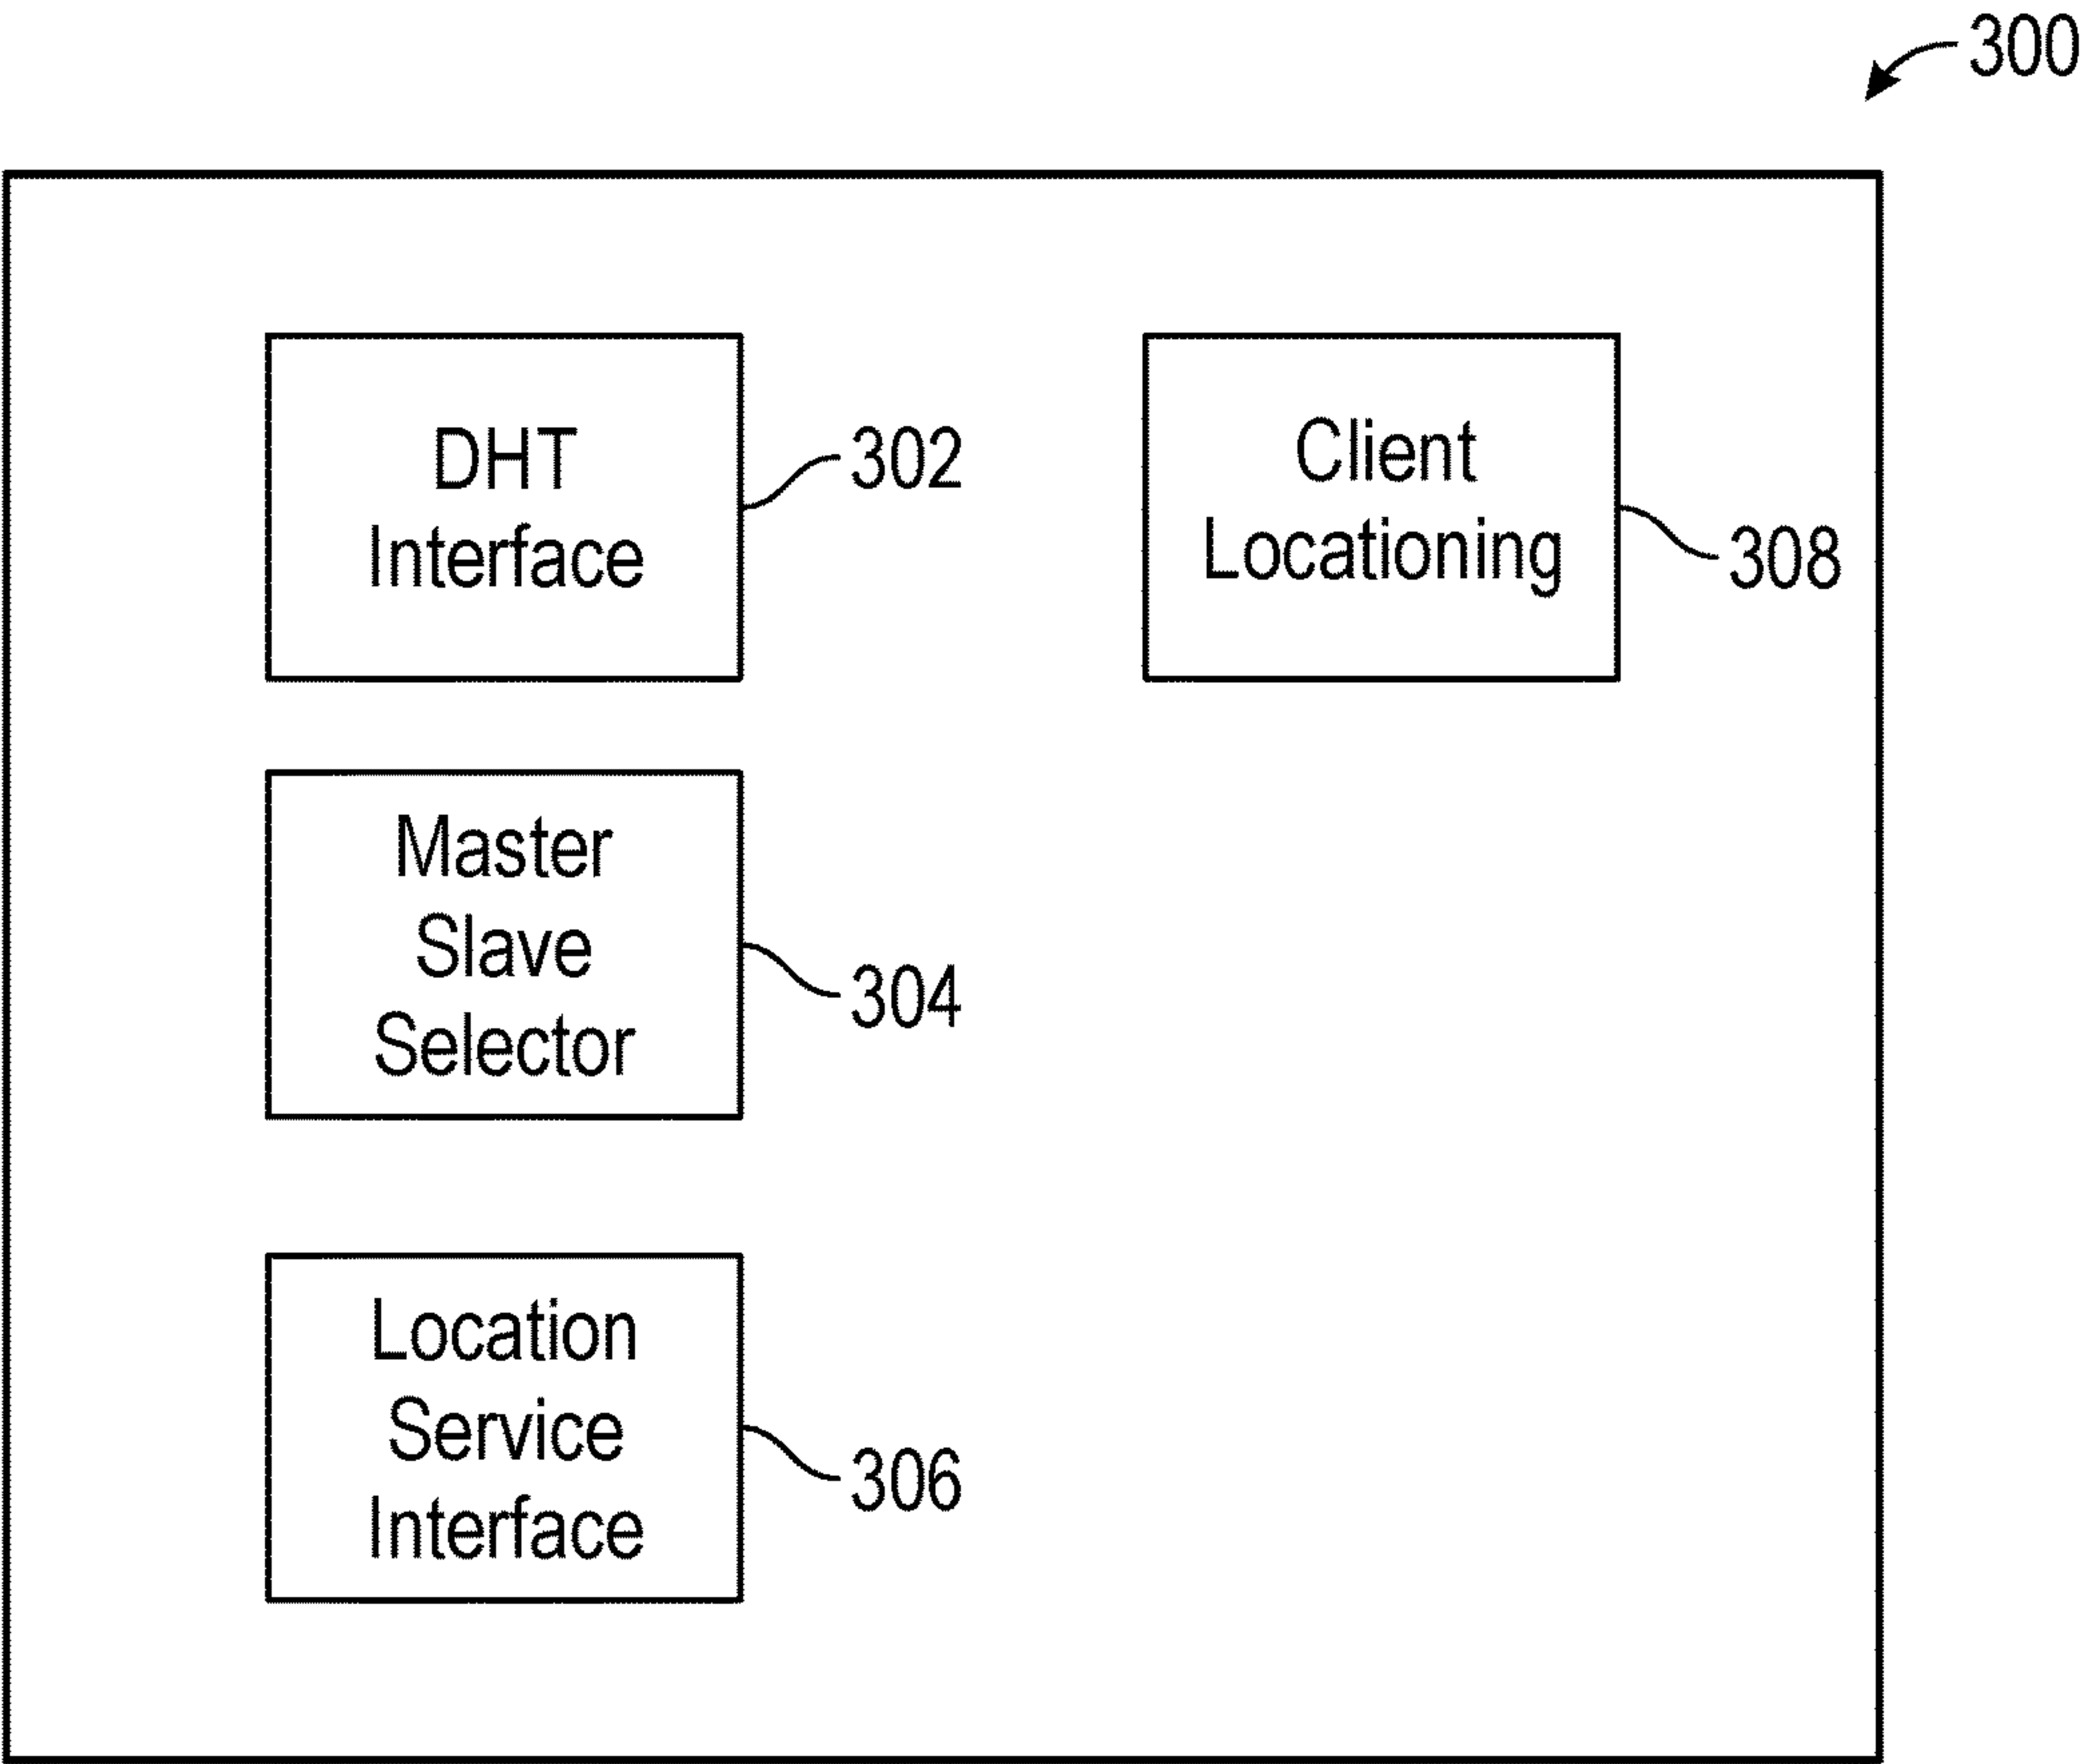 300
DHT
Interface
302
Client
Locationing
308
Master
Slave
Selector
304
Location
Service
Interface
306